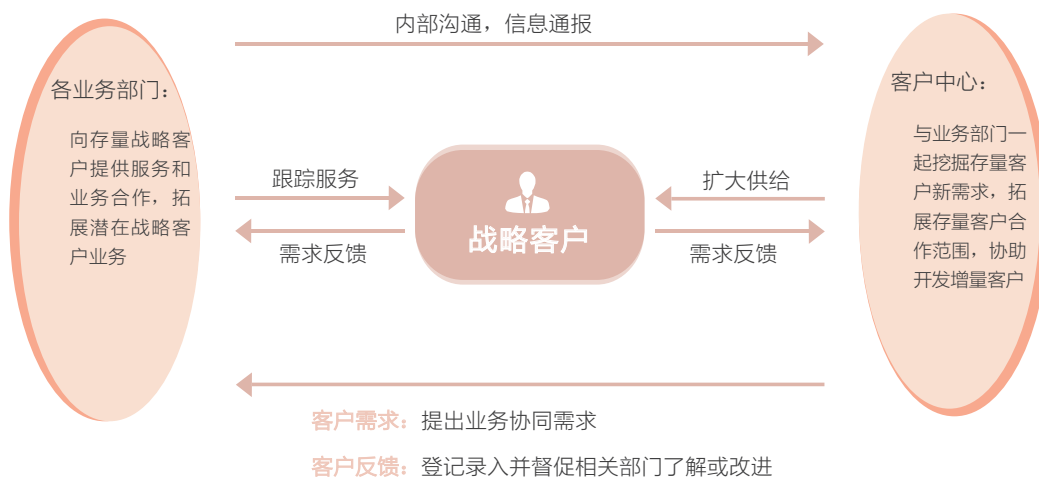 内部沟通，信息通报
各业务部门：
向存量战略客
户提供服务和
业务合作，拓
展潜在战略客
户业务
跟踪服务
需求反馈
战略客户
扩大供给
需求反馈
客户中心：
与业务部门一
起挖掘存量客
户新需求，拓
展存量客户合
作范围，协助
开发增量客户
客户需求：提出业务协同需求
客户反馈：登记录入并督促相关部门了解或改进